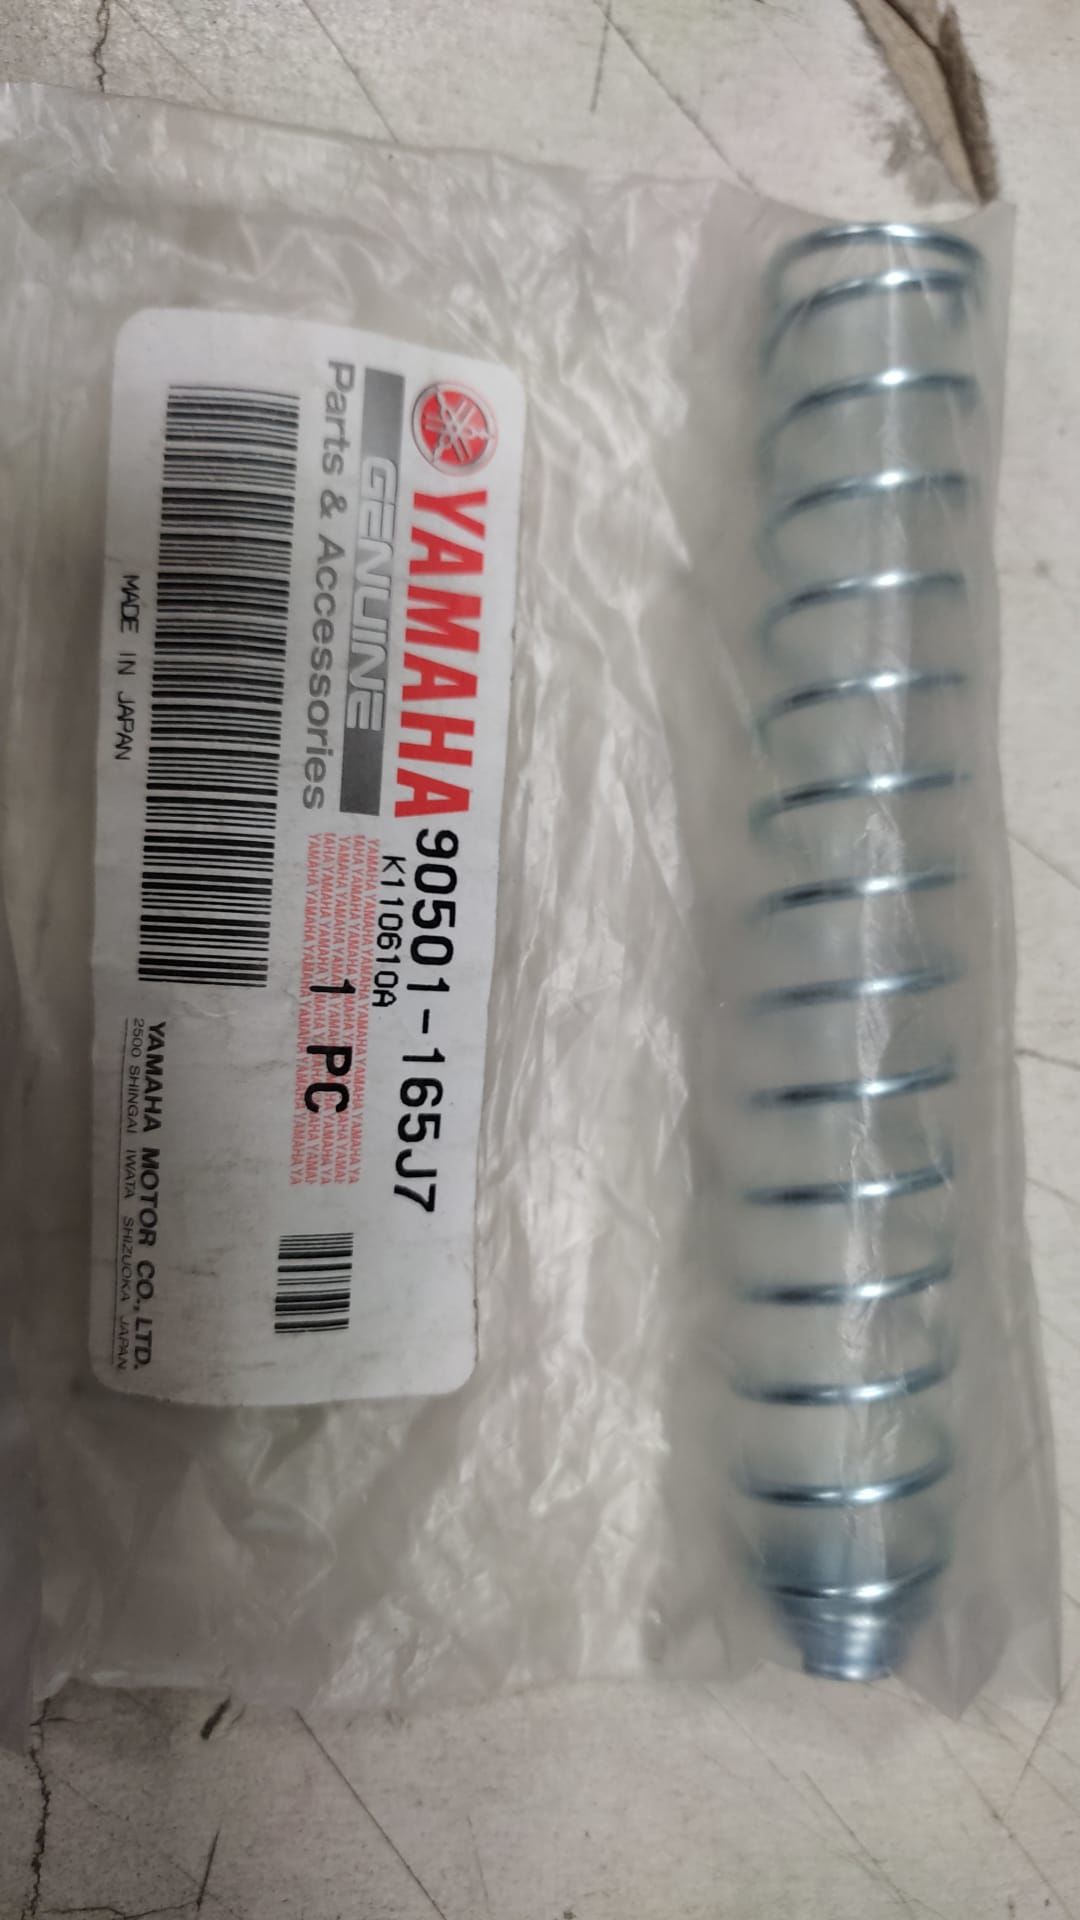 YAMAHA 90501-165J7
GENUINE K110610A
Parts & Accessories 1 PC
MADE IN JAPAN
YAMAHA MOTOR CO., LTD.
2500 SHINGAI IWATA SHIZUOKA JAPAN